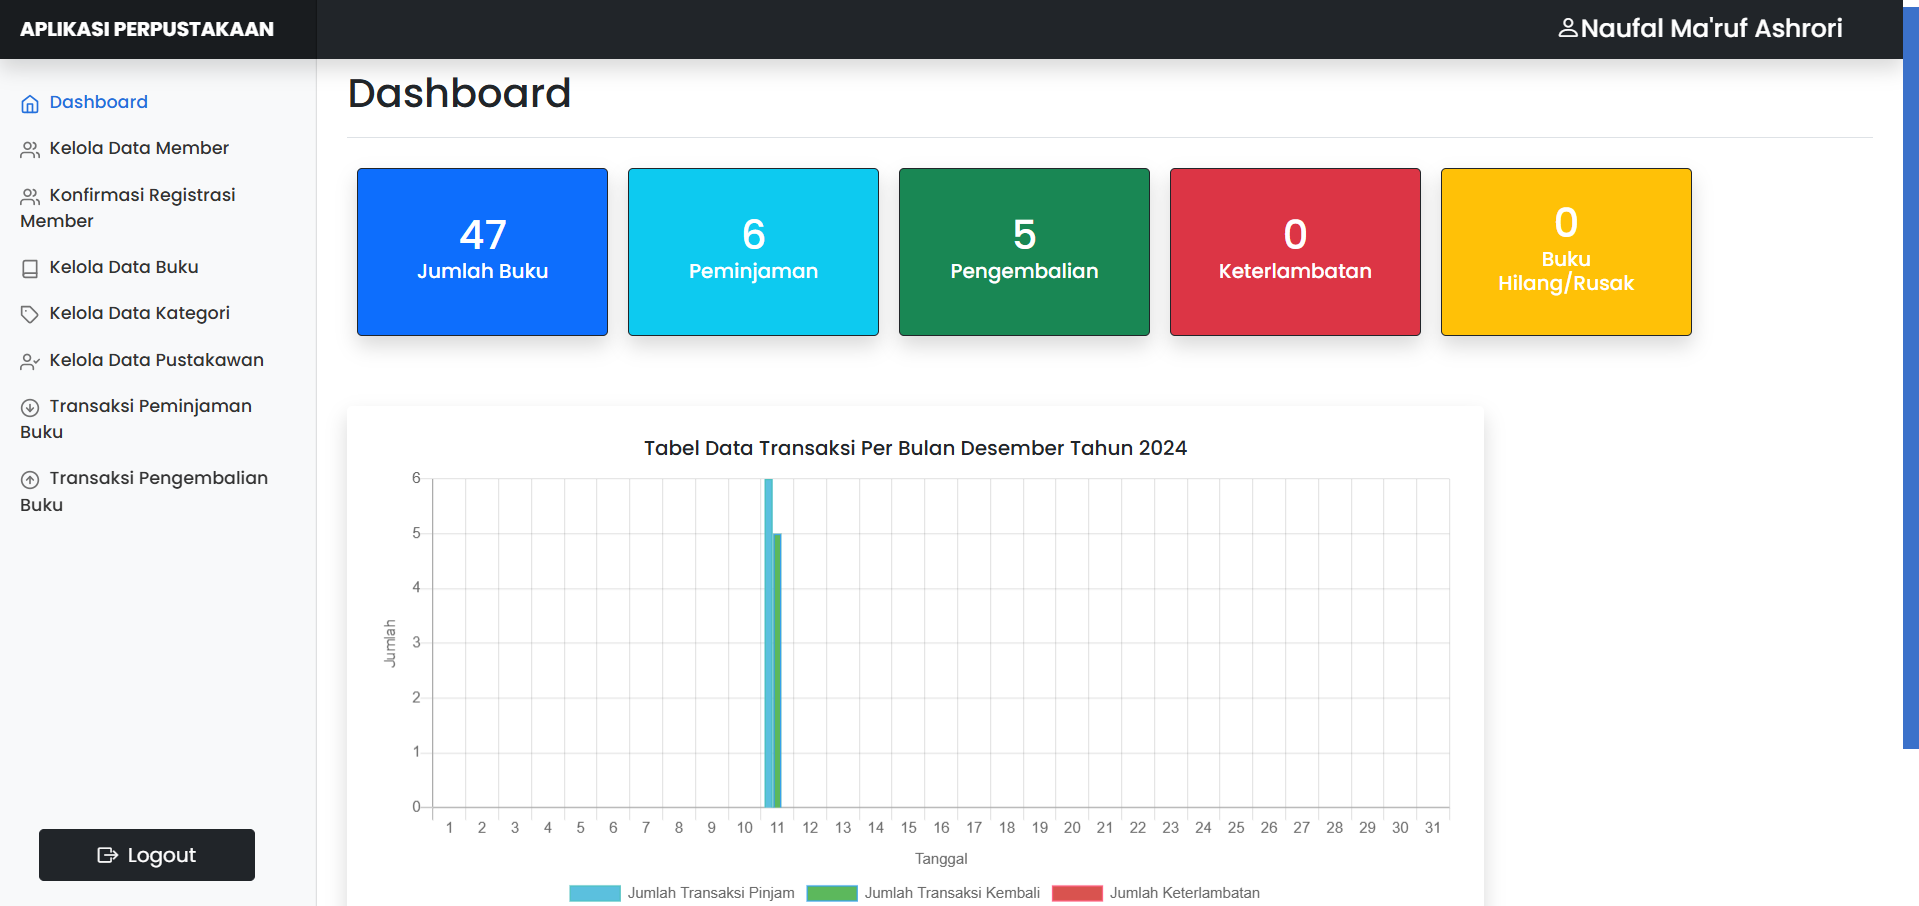 APLIKASI PERPUSTAKAAN
Naufal Ma'ruf Ashrori
Dashboard
Kelola Data Member
Konfirmasi Registrasi
Member
Kelola Data Buku
Kelola Data Kategori
Kelola Data Pustakawan
Transaksi Peminjaman
Buku
Transaksi Pengembalian
Buku
Logout
Dashboard
47
Jumlah Buku
6
Peminjaman
5
Pengembalian
0
Keterlambatan
0
Buku
Hilang/Rusak
Tabel Data Transaksi Per Bulan Desember Tahun 2024
6
5
4
3
2
1
0
Jumlah
1 2 3 4 5 6 7 8 9 10 11 12 13 14 15 16 17 18 19 20 21 22 23 24 25 26 27 28 29 30 31
Tanggal
Jumlah Transaksi Pinjam Jumlah Transaksi Kembali Jumlah Keterlambatan